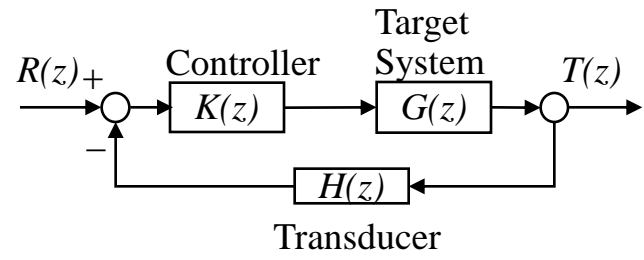 Target
Controller System
R(z) + T(z)
K(z) G(z)
−
H(z)
Transducer